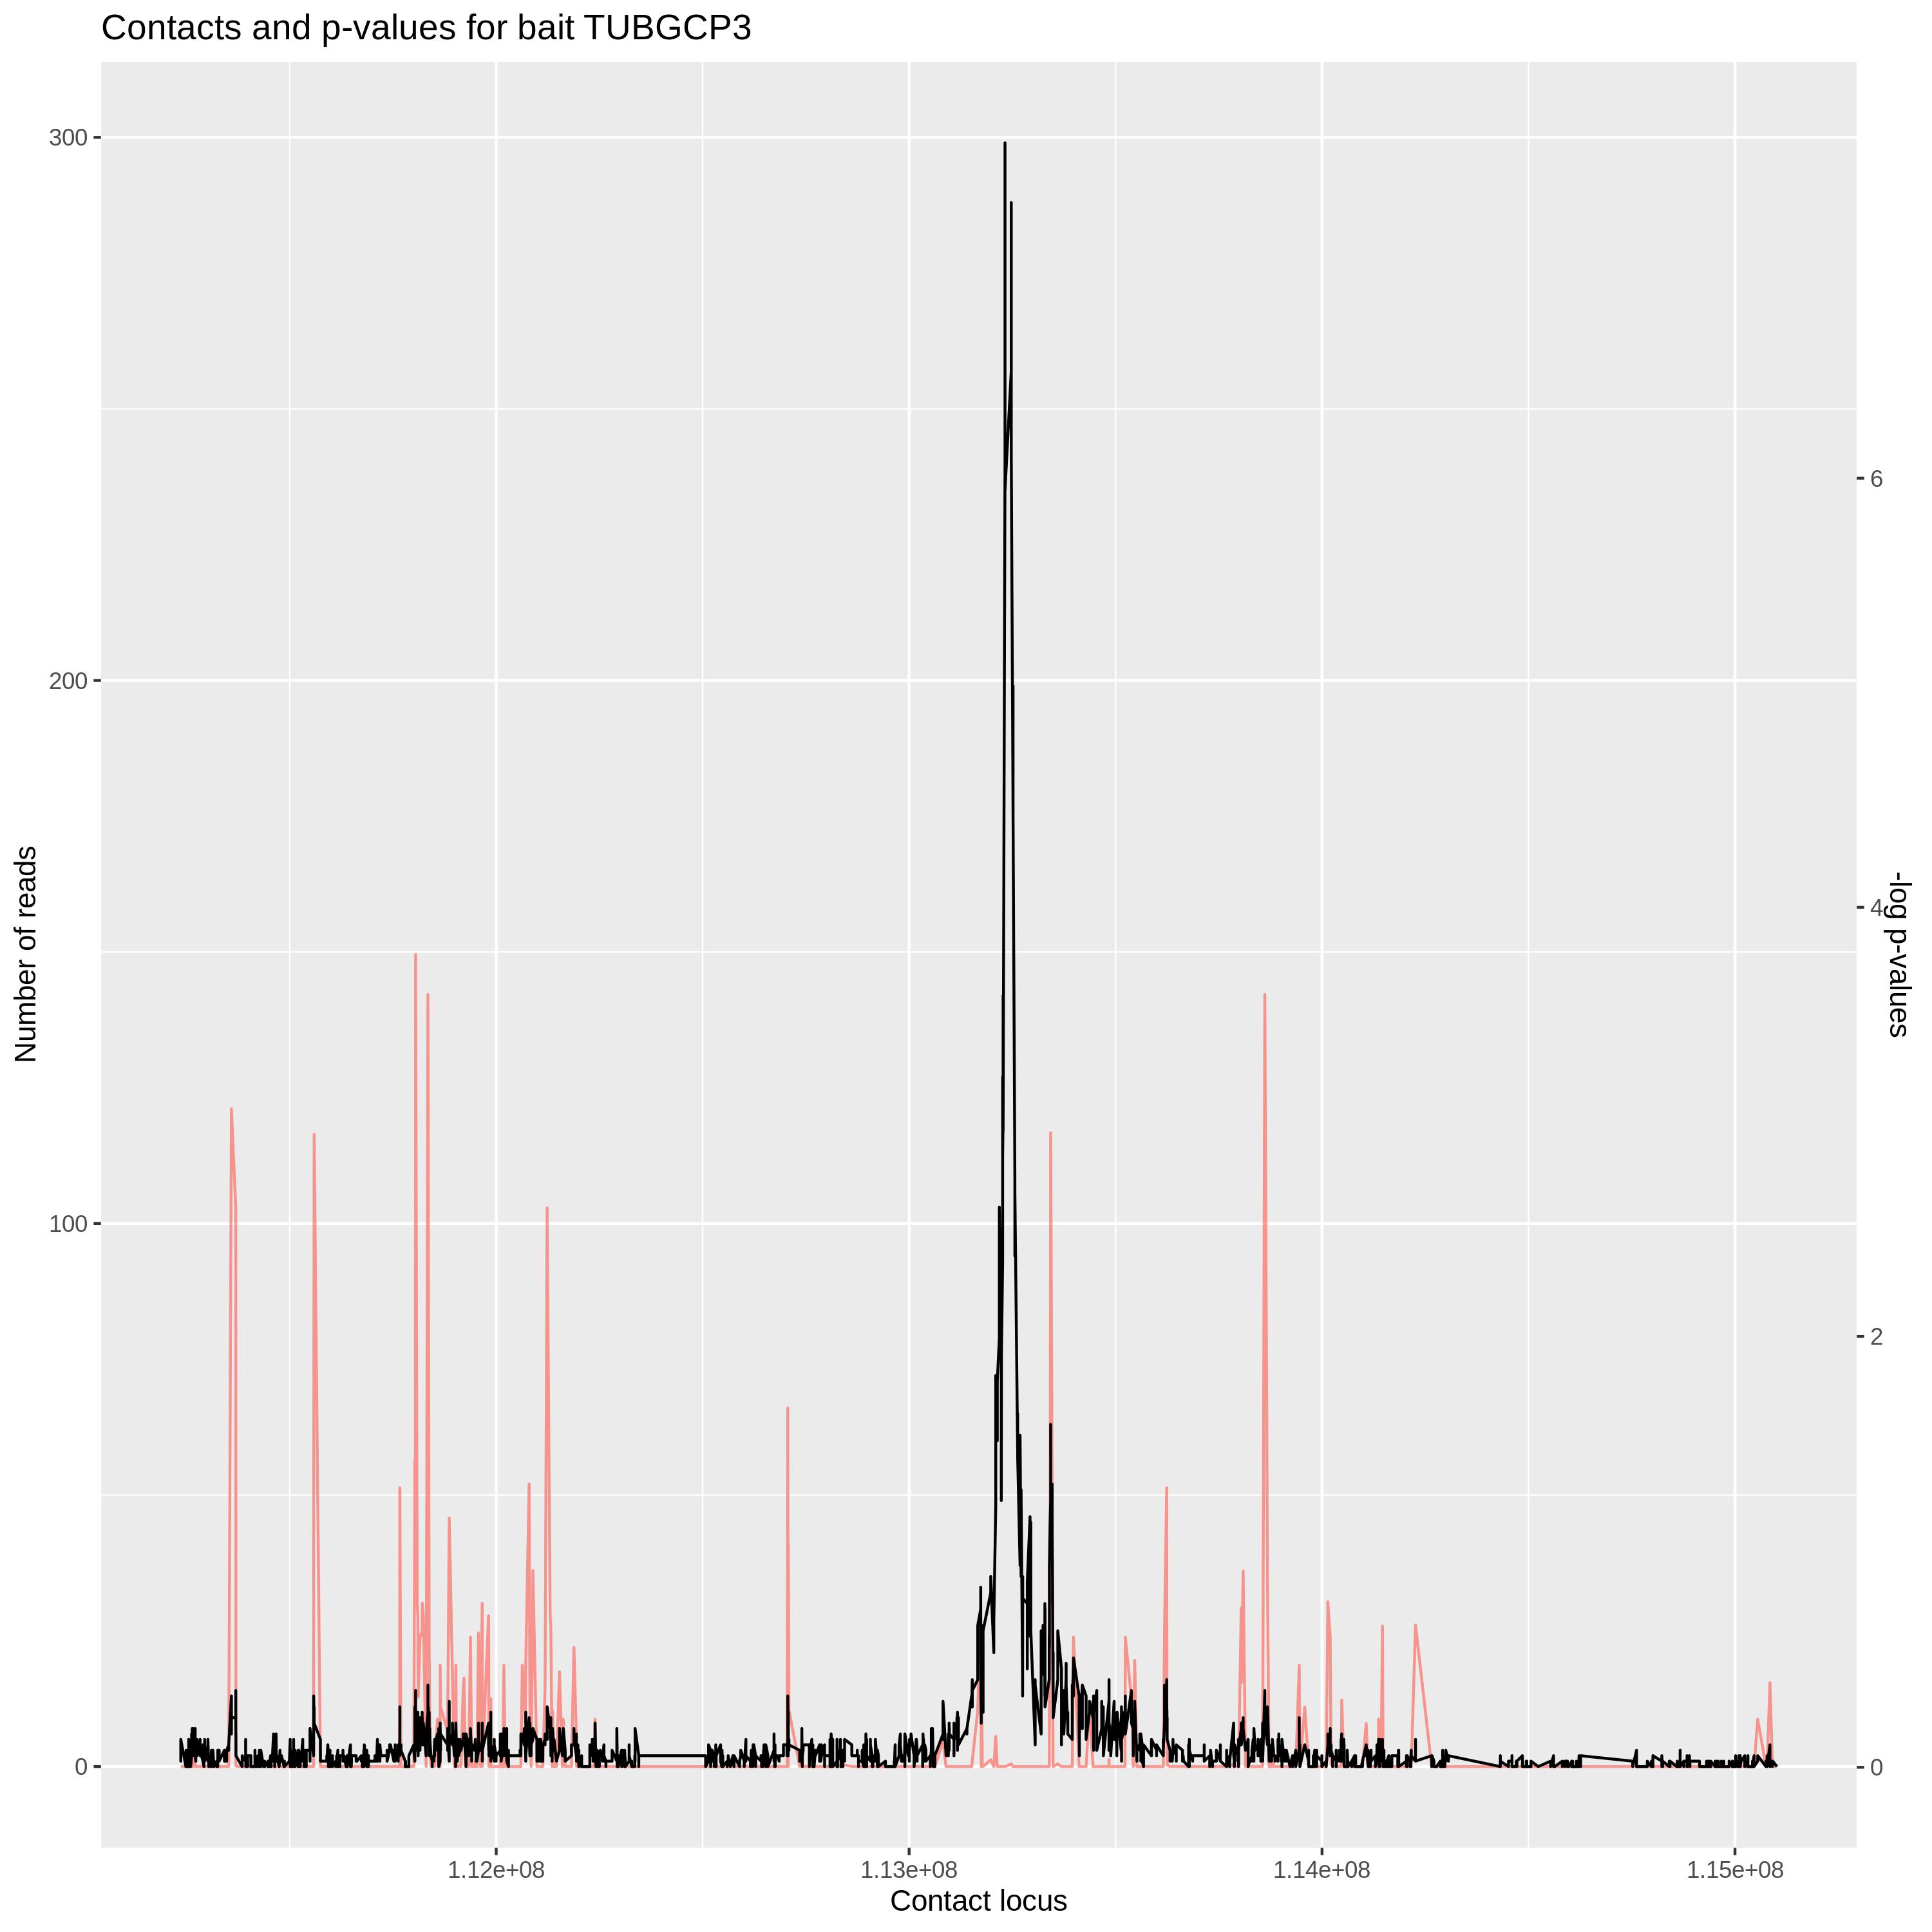 Contacts and p-values for bait TUBGCP3
300
200
100
0
Number of reads
6
4
2
0
-log p-values
1.12e+08
1.13e+08
1.14e+08
1.15e+08
Contact locus